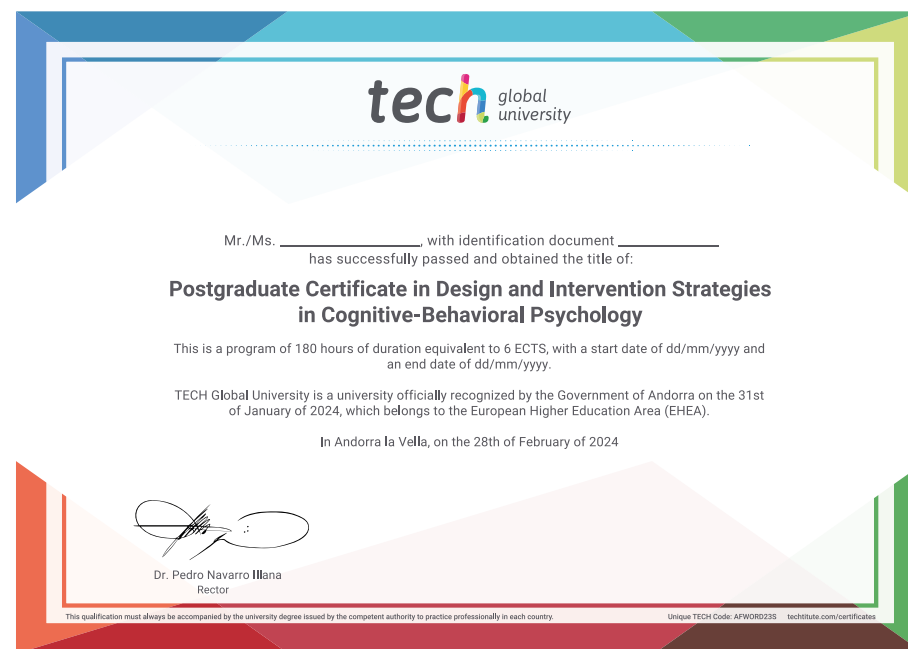 tech global university
Mr./Ms. ____________, with identification document ____________
has successfully passed and obtained the title of:
Postgraduate Certificate in Design and Intervention Strategies
in Cognitive-Behavioral Psychology
This is a program of 180 hours of duration equivalent to 6 ECTS, with a start date of dd/mm/yyyy and
an end date of dd/mm/yyyy.
TECH Global University is a university officially recognized by the Government of Andorra on the 31st
of January of 2024, which belongs to the European Higher Education Area (EHEA).
In Andorra la Vella, on the 28th of February of 2024
Dr. Pedro Navarro Illana
Rector
This qualification must always be accompanied by the university degree issued by the competent authority to practice professionally in each country.
Unique TECH Code: AFWORD23S techtitute.com/certificates